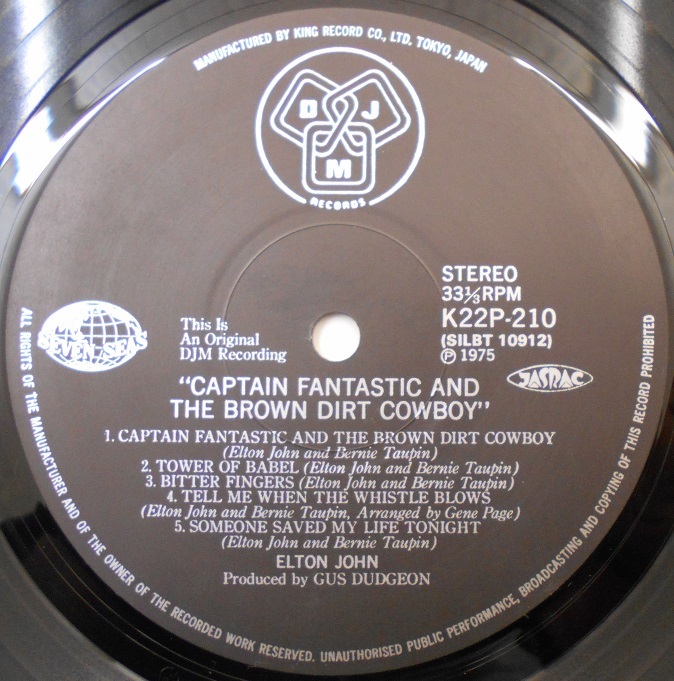 MANUFACTURED BY KING RECORD CO., LTD. TOKYO, JAPAN
D J
M
RECORDS
STEREO
33⅓RPM
K22P-210
(SILBT 10912)
Ⓟ 1975
JASRAC
SEVEN-SEAS
This Is
An Original
DJM Recording
"CAPTAIN FANTASTIC AND
THE BROWN DIRT COWBOY"
1. CAPTAIN FANTASTIC AND THE BROWN DIRT COWBOY
(Elton John and Bernie Taupin)
2. TOWER OF BABEL (Elton John and Bernie Taupin)
3. BITTER FINGERS (Elton John and Bernie Taupin)
4. TELL ME WHEN THE WHISTLE BLOWS
(Elton John and Bernie Taupin, Arranged by Gene Page)
5. SOMEONE SAVED MY LIFE TONIGHT
(Elton John and Bernie Taupin)
ELTON JOHN
Produced by GUS DUDGEON
ALL RIGHTS OF THE MANUFACTURER AND OF THE OWNER OF THE RECORDED WORK RESERVED. UNAUTHORISED PUBLIC PERFORMANCE, BROADCASTING AND COPYING OF THIS RECORD PROHIBITED